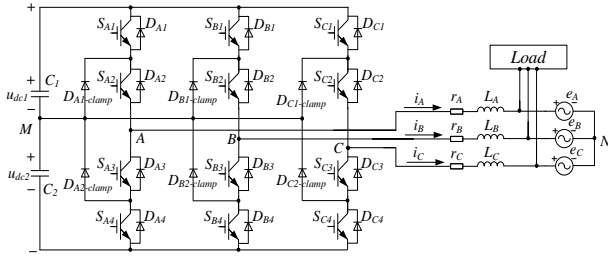 S_A1 D_A1 S_B1 D_B1 S_C1 D_C1
Load
+ C_1 S_A2 D_A2 S_B2 D_B2 S_C2 D_C2
u_dc1 D_A1-clamp D_B1-clamp D_C1-clamp
− i_A r_A L_A + e_A −
M A B i_B r_B L_B + e_B − N
+ C i_C r_C L_C + e_C −
u_dc2 S_A3 D_A3 S_B3 D_B3 S_C3 D_C3
− C_2 D_A2-clamp D_B2-clamp D_C2-clamp
S_A4 D_A4 S_B4 D_B4 S_C4 D_C4